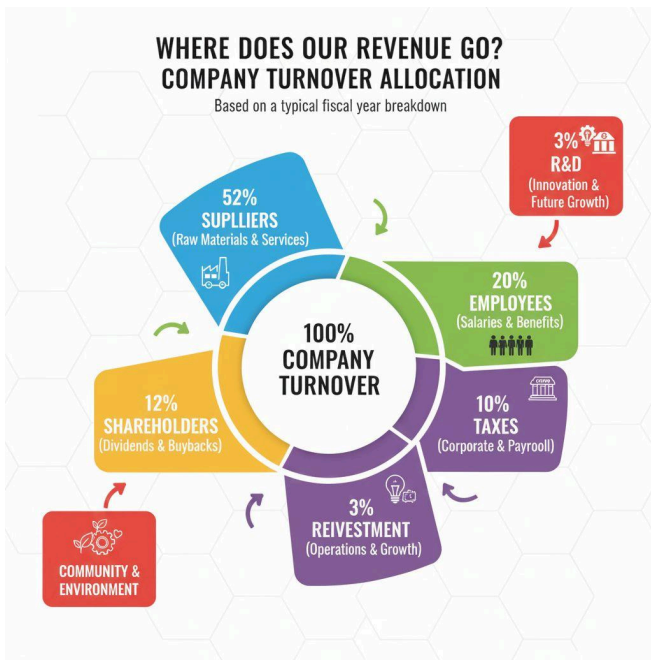 WHERE DOES OUR REVENUE GO?
COMPANY TURNOVER ALLOCATION
Based on a typical fiscal year breakdown
3%
R&D
(Innovation &
Future Growth)
52%
SUPLLIERS
(Raw Materials & Services)
20%
EMPLOYEES
(Salaries & Benefits)
100%
COMPANY
TURNOVER
12%
SHAREHOLDERS
(Dividends & Buybacks)
10%
TAXES
(Corporate & Payrooll)
3%
REIVESTMENT
(Operations & Growth)
COMMUNITY &
ENVIRONMENT